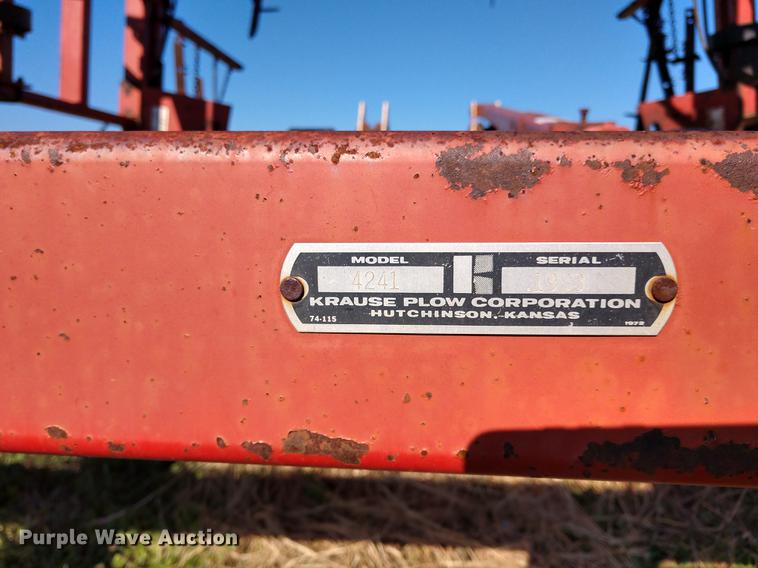 MODEL SERIAL
4241
KRAUSE PLOW CORPORATION
HUTCHINSON, KANSAS
74-115 1972
Purple Wave Auction